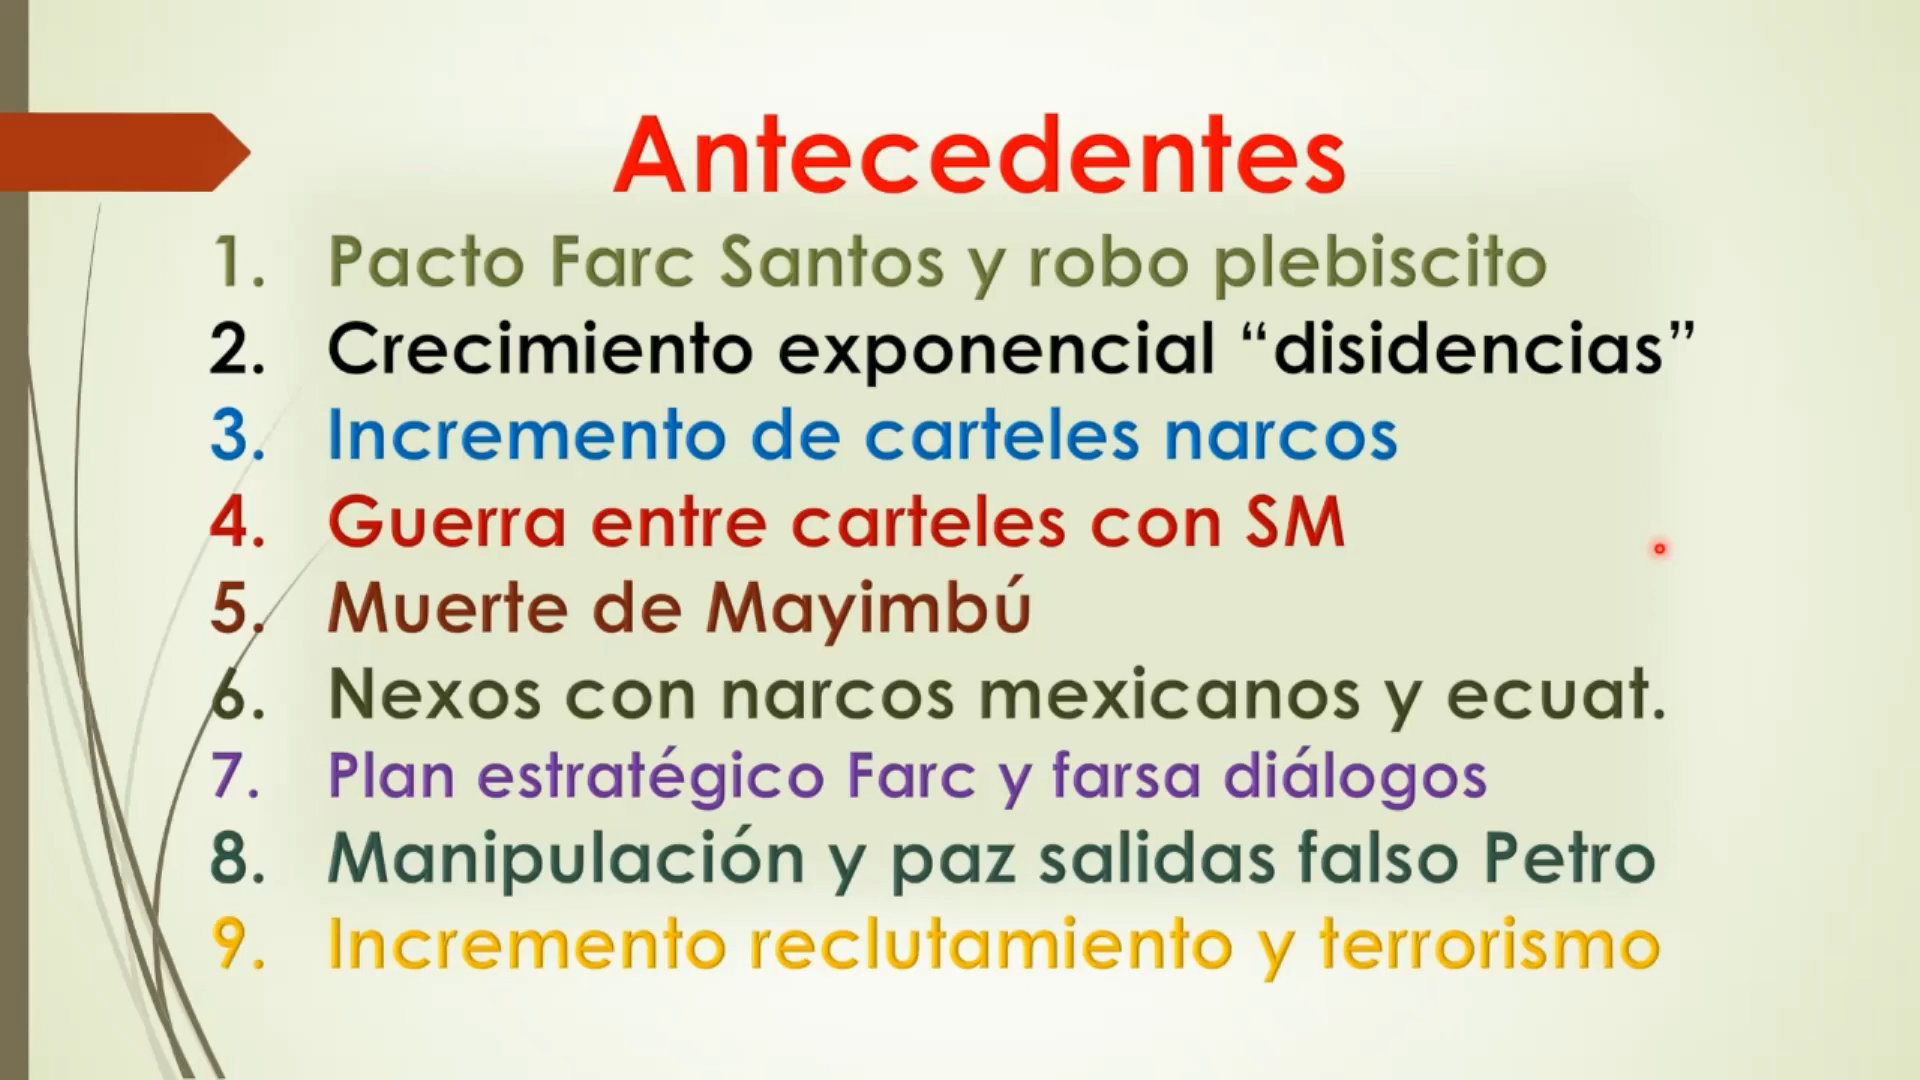 Antecedentes
1. Pacto Farc Santos y robo plebiscito
2. Crecimiento exponencial “disidencias”
3. Incremento de carteles narcos
4. Guerra entre carteles con SM
5. Muerte de Mayimbú
6. Nexos con narcos mexicanos y ecuat.
7. Plan estratégico Farc y farsa diálogos
8. Manipulación y paz salidas falso Petro
9. Incremento reclutamiento y terrorismo